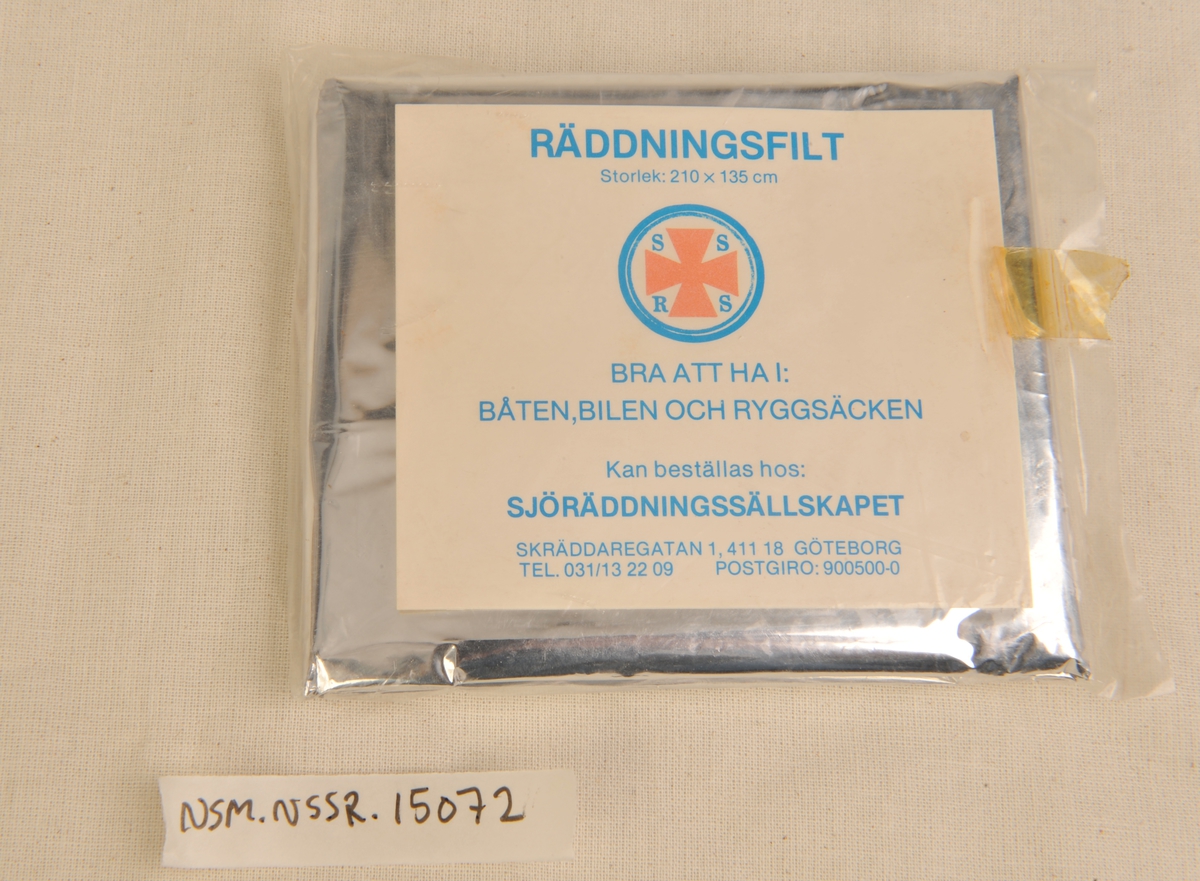 RÄDDNINGSFILT
Storlek: 210 x 135 cm
S S
R S
BRA ATT HA I:
BÅTEN,BILEN OCH RYGGSÄCKEN
Kan beställas hos:
SJÖRÄDDNINGSSÄLLSKAPET
SKRÄDDAREGATAN 1, 411 18 GÖTEBORG
TEL. 031/13 22 09 POSTGIRO: 900500-0
NSM.NSSR.15072